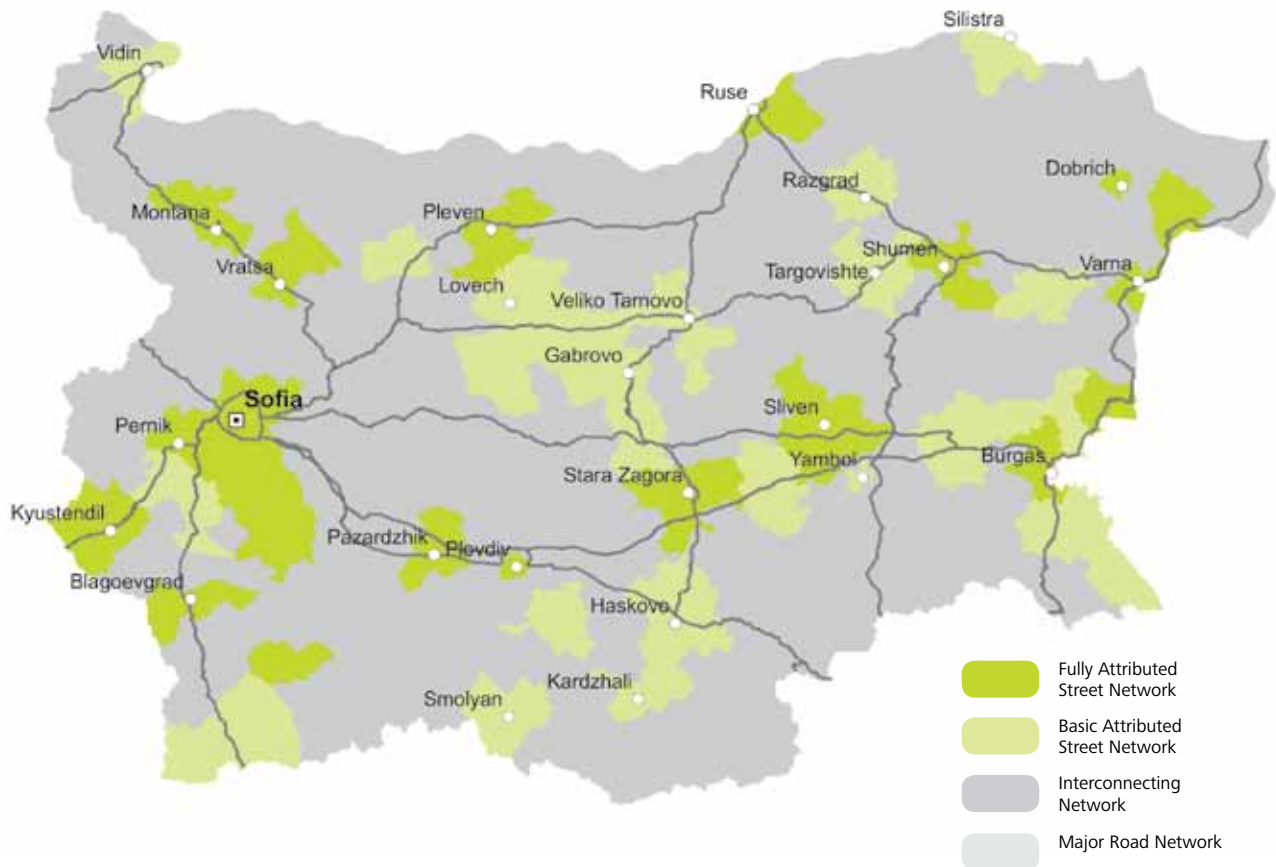 Silistra
Vidin
Ruse
Dobrich
Razgrad
Montana
Pleven
Shumen
Vratsa
Targovishte
Varna
Lovech
Veliko Tarnovo
Gabrovo
Sofia
Sliven
Pernik
Yambol
Burgas
Stara Zagora
Kyustendil
Pazardzhik
Plovdiv
Blagoevgrad
Haskovo
Kardzhali
Smolyan
Fully Attributed
Street Network
Basic Attributed
Street Network
Interconnecting
Network
Major Road Network